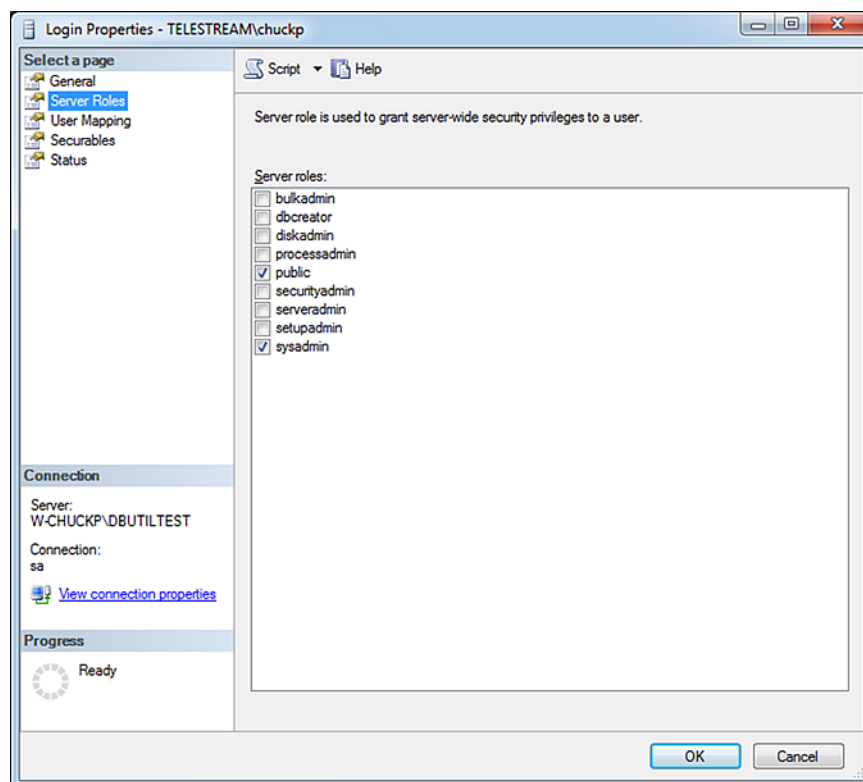 Login Properties - TELESTREAM\chuckp
Select a page
General
Server Roles
User Mapping
Securables
Status
Script
Help
Server role is used to grant server-wide security privileges to a user.
Server roles:
bulkadmin
dbcreator
diskadmin
processadmin
public
securityadmin
serveradmin
setupadmin
sysadmin
Connection
Server:
W-CHUCKP\DBUTILTEST
Connection:
sa
View connection properties
Progress
Ready
OK
Cancel